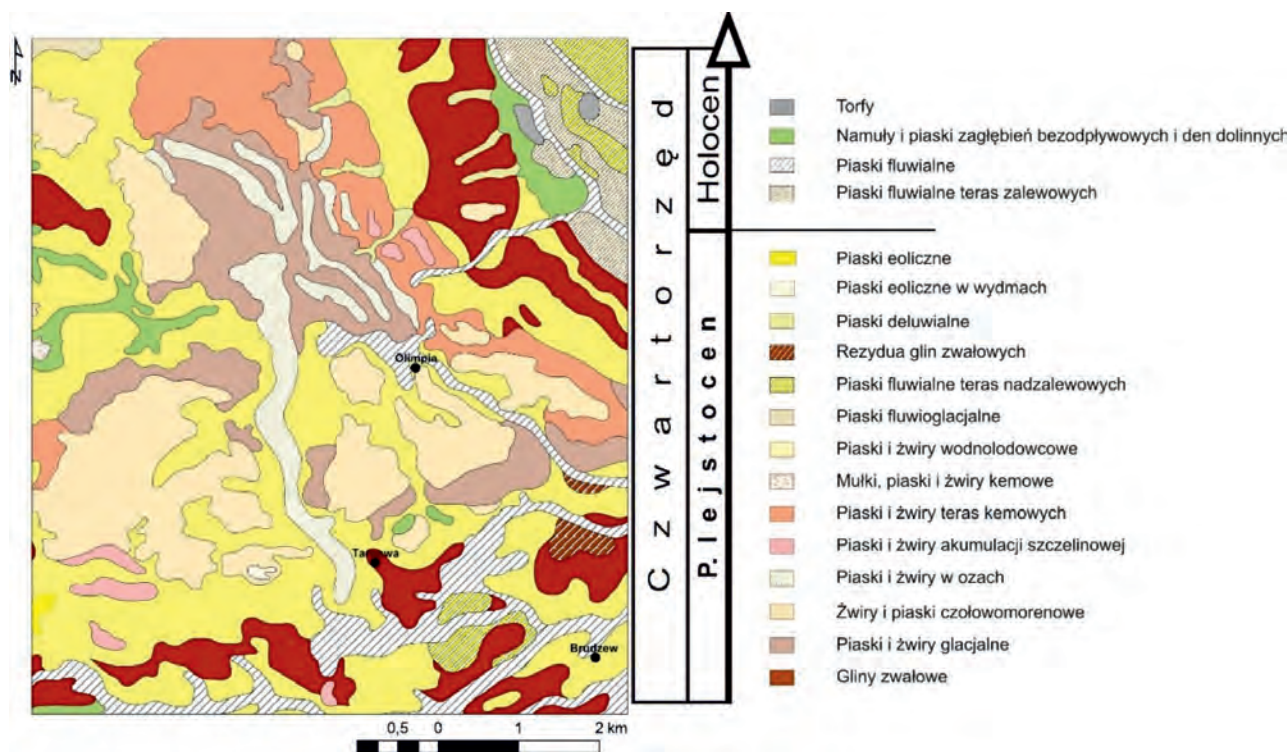 N
Olimpia
Brudzew
0,5 0 1 2 km
Czwartorzęd
Holocen
P. lejstocen
Torfy
Namuły i piaski zagłębień bezodpływowych i den dolinnych
Piaski fluwialne
Piaski fluwialne teras zalewowych
Piaski eoliczne
Piaski eoliczne w wydmach
Piaski deluwialne
Rezydua glin zwałowych
Piaski fluwialne teras nadzalewowych
Piaski fluwioglacjalne
Piaski i żwiry wodnolodowcowe
Mułki, piaski i żwiry kemowe
Piaski i żwiry teras kemowych
Piaski i żwiry akumulacji szczelinowej
Piaski i żwiry w ozach
Żwiry i piaski czołowomorenowe
Piaski i żwiry glacjalne
Gliny zwałowe